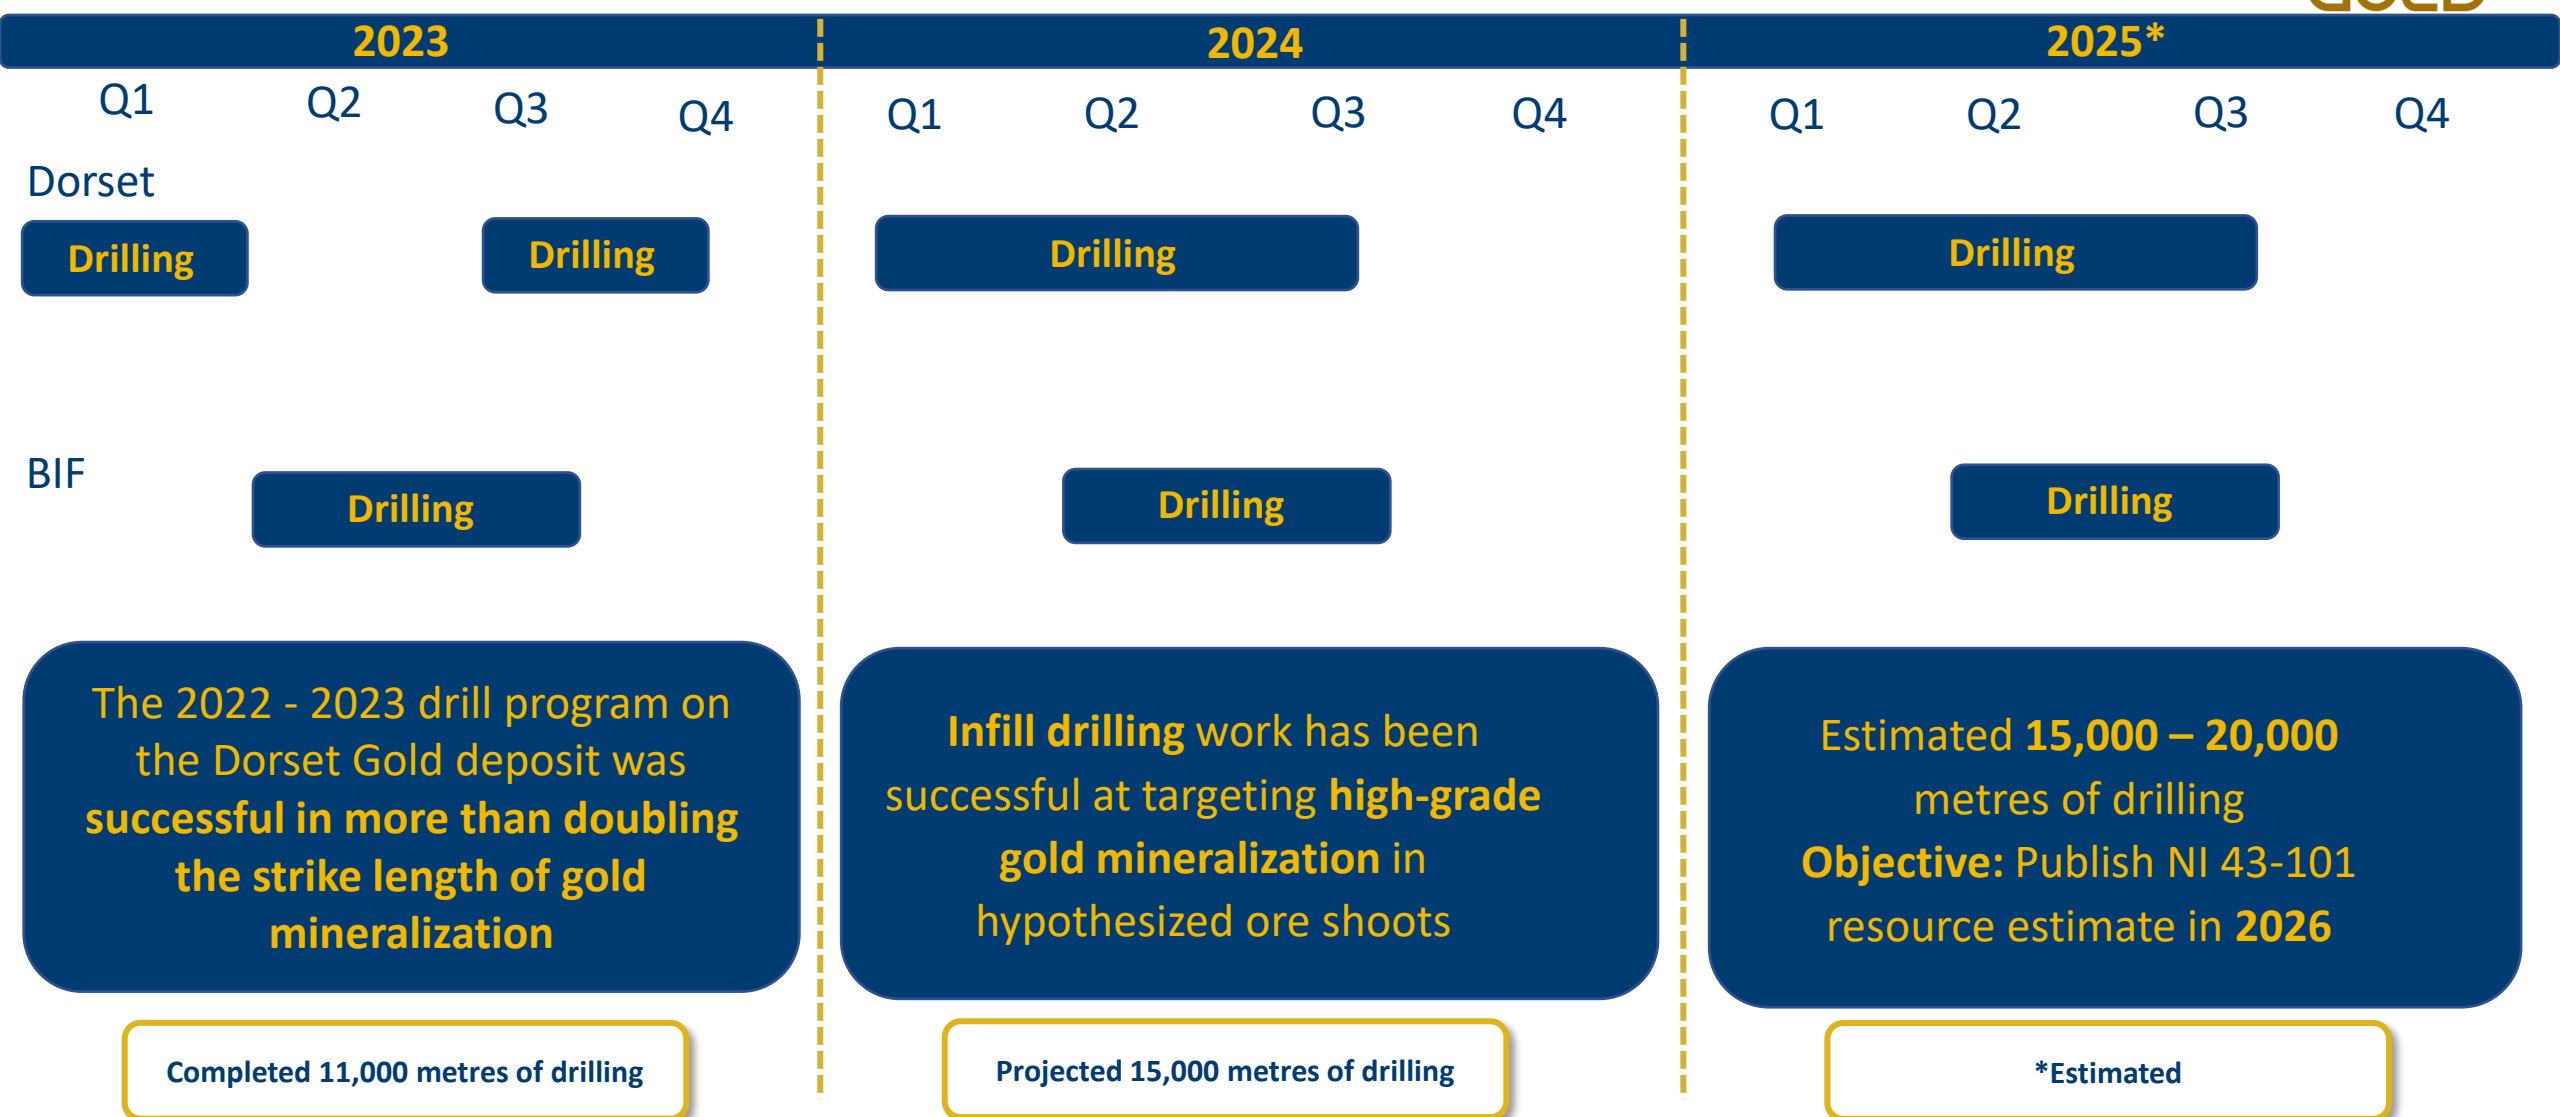 GOLD
2023 2024 2025*
Q1 Q2 Q3 Q4 Q1 Q2 Q3 Q4 Q1 Q2 Q3 Q4
Dorset
Drilling Drilling Drilling Drilling
BIF
Drilling Drilling Drilling
The 2022 - 2023 drill program on
the Dorset Gold deposit was
successful in more than doubling
the strike length of gold
mineralization
Infill drilling work has been
successful at targeting high-grade
gold mineralization in
hypothesized ore shoots
Estimated 15,000 – 20,000
metres of drilling
Objective: Publish NI 43-101
resource estimate in 2026
Completed 11,000 metres of drilling
Projected 15,000 metres of drilling
*Estimated